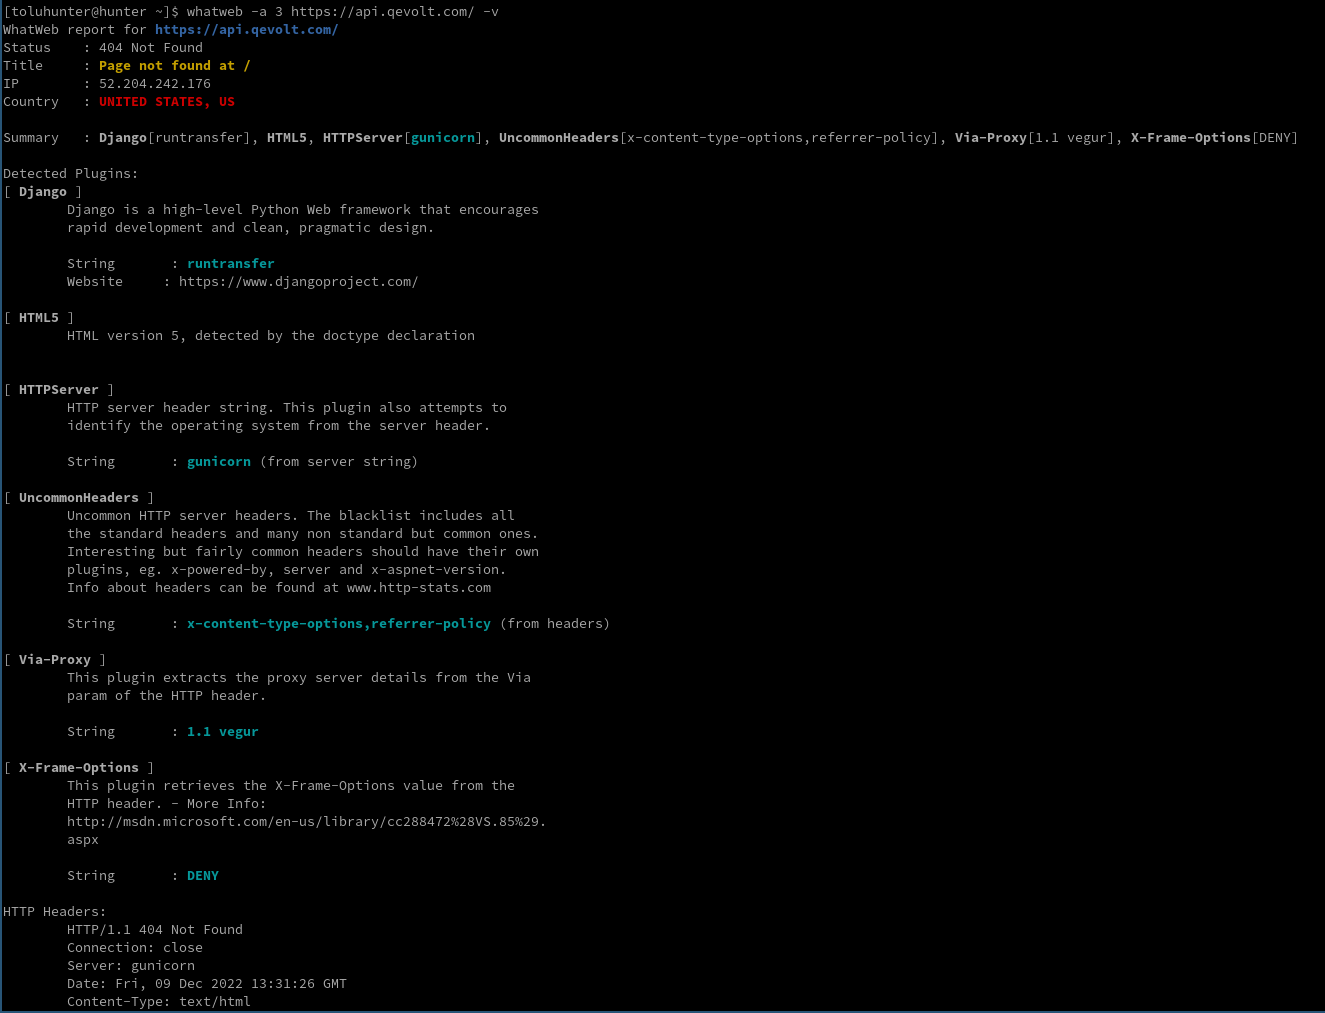 [toluhunter@hunter ~]$ whatweb -a 3 https://api.qevolt.com/ -v
WhatWeb report for https://api.qevolt.com/
Status    : 404 Not Found
Title     : Page not found at /
IP        : 52.204.242.176
Country   : UNITED STATES, US
Summary   : Django[runtransfer], HTML5, HTTPServer[gunicorn], UncommonHeaders[x-content-type-options,referrer-policy], Via-Proxy[1.1 vegur], X-Frame-Options[DENY]
Detected Plugins:
[ Django ]
Django is a high-level Python Web framework that encourages
rapid development and clean, pragmatic design.
String       : runtransfer
Website     : https://www.djangoproject.com/
[ HTML5 ]
HTML version 5, detected by the doctype declaration
[ HTTPServer ]
HTTP server header string. This plugin also attempts to
identify the operating system from the server header.
String       : gunicorn (from server string)
[ UncommonHeaders ]
Uncommon HTTP server headers. The blacklist includes all
the standard headers and many non standard but common ones.
Interesting but fairly common headers should have their own
plugins, eg. x-powered-by, server and x-aspnet-version.
Info about headers can be found at www.http-stats.com
String       : x-content-type-options,referrer-policy (from headers)
[ Via-Proxy ]
This plugin extracts the proxy server details from the Via
param of the HTTP header.
String       : 1.1 vegur
[ X-Frame-Options ]
This plugin retrieves the X-Frame-Options value from the
HTTP header. - More Info:
http://msdn.microsoft.com/en-us/library/cc288472%28VS.85%29.
aspx
String       : DENY
HTTP Headers:
HTTP/1.1 404 Not Found
Connection: close
Server: gunicorn
Date: Fri, 09 Dec 2022 13:31:26 GMT
Content-Type: text/html